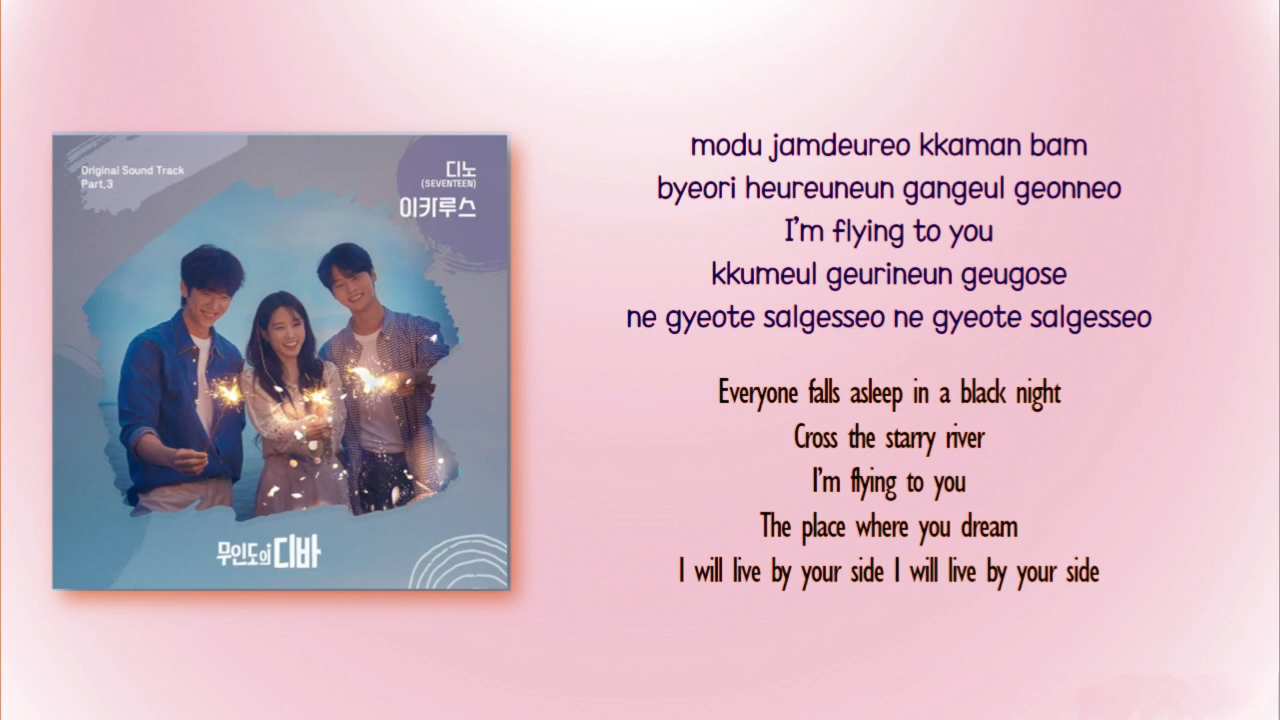 Original Sound Track
Part.3
디노
(SEVENTEEN)
이카루스
무인도의 디바
modu jamdeureo kkaman bam
byeori heureuneun gangeul geonneo
I'm flying to you
kkumeul geurineun geugose
ne gyeote salgesseo ne gyeote salgesseo
Everyone falls asleep in a black night
Cross the starry river
I'm flying to you
The place where you dream
I will live by your side I will live by your side